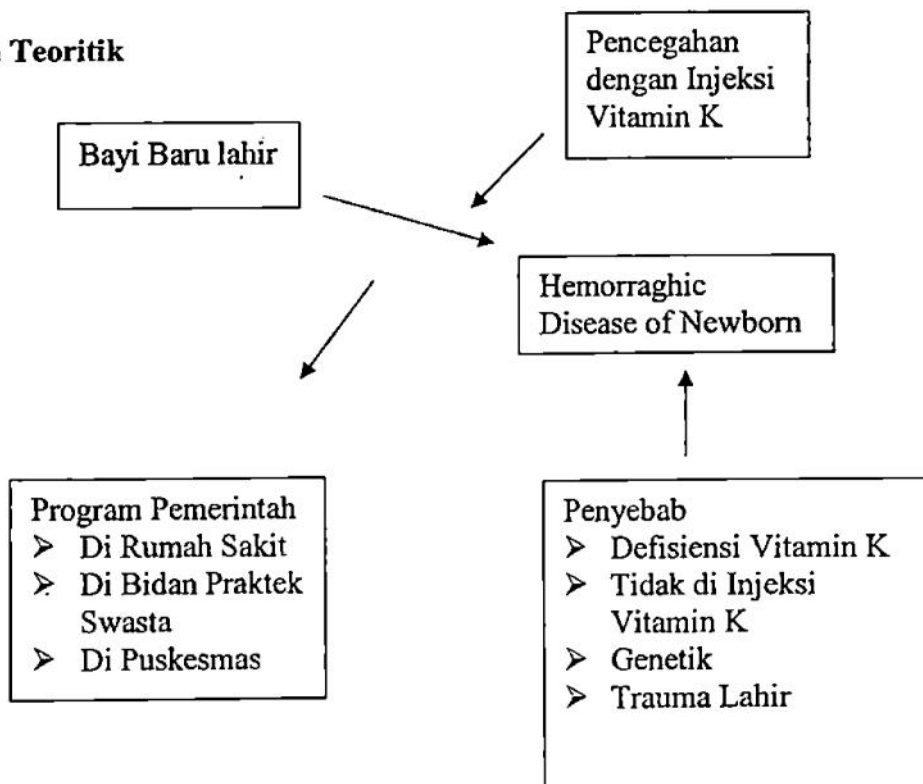 Teoritik
Pencegahan
dengan Injeksi
Vitamin K
Bayi Baru lahir
Hemorraghic
Disease of Newborn
Program Pemerintah
➢ Di Rumah Sakit
➢ Di Bidan Praktek
Swasta
➢ Di Puskesmas
Penyebab
➢ Defisiensi Vitamin K
➢ Tidak di Injeksi
Vitamin K
➢ Genetik
➢ Trauma Lahir